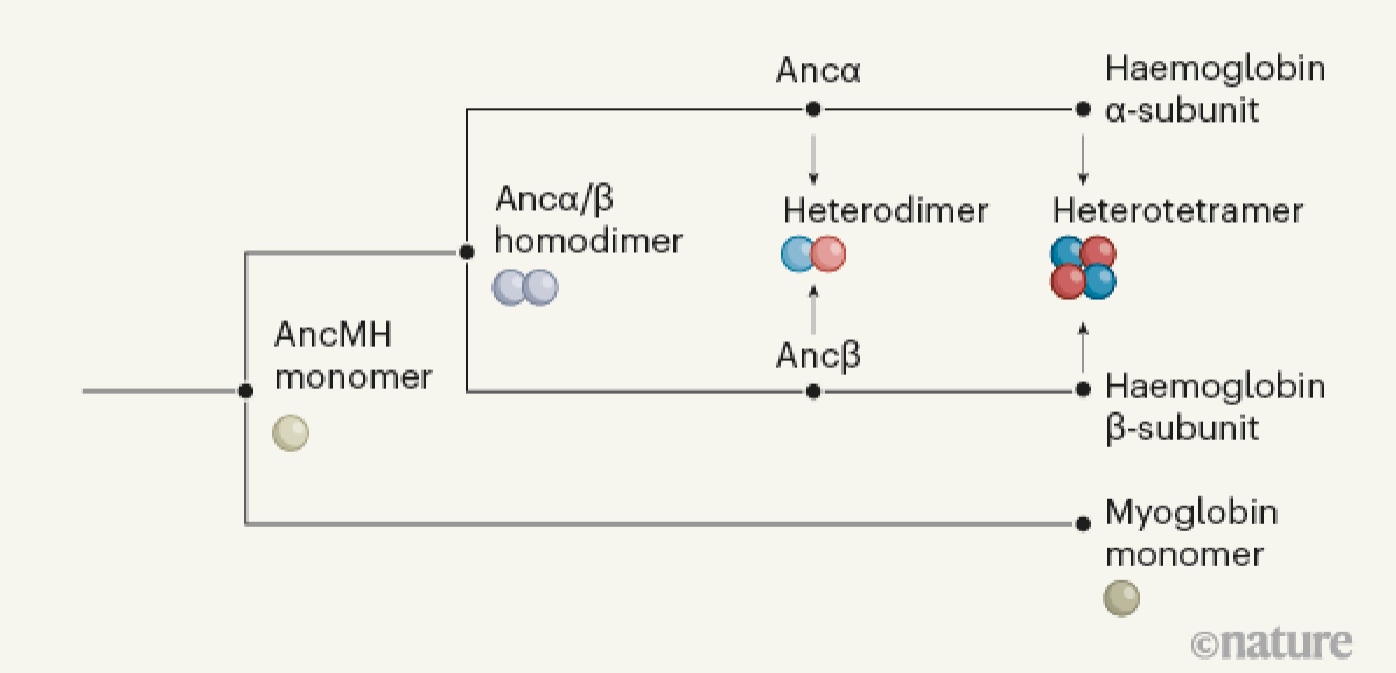 Ancα
Haemoglobin
α-subunit
Ancα/β
homodimer
Heterodimer
Heterotetramer
AncMH
monomer
Ancβ
Haemoglobin
β-subunit
Myoglobin
monomer
©nature